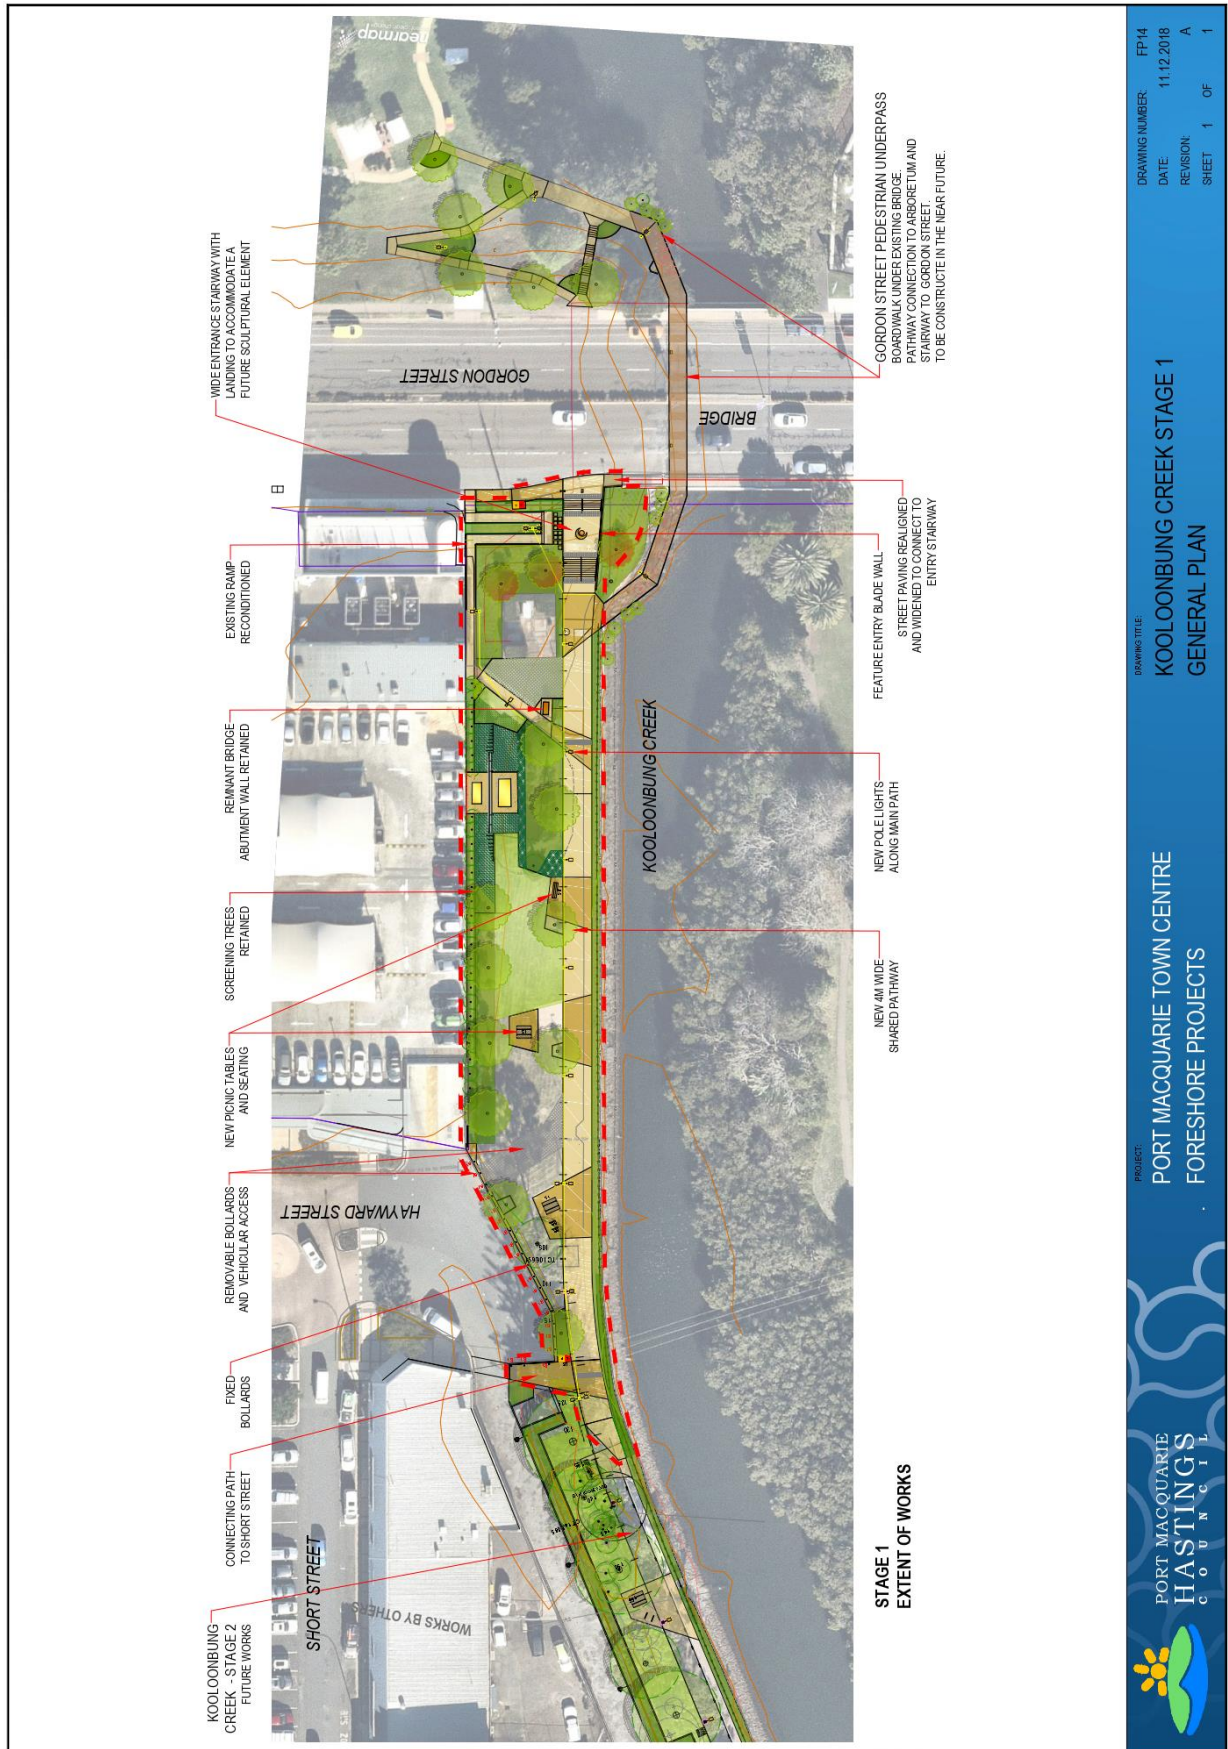 KOOLOONBUNG
CREEK - STAGE 2
FUTURE WORKS
CONNECTING PATH
TO SHORT STREET
FIXED
BOLLARDS
REMOVABLE BOLLARDS
AND VEHICULAR ACCESS
NEW PICNIC TABLES
AND SEATING
SCREENING TREES
RETAINED
REMNANT BRIDGE
ABUTMENT WALL RETAINED
EXISTING RAMP
RECONDITIONED
WIDE ENTRANCE STAIRWAY WITH
LANDING TO ACCOMMODATE A
FUTURE SCULPTURAL ELEMENT
nearmap
SHORT STREET
WORKS BY OTHERS
HAYWARD STREET
GORDON STREET
BRIDGE
KOOLOONBUNG CREEK
STAGE 1
EXTENT OF WORKS
NEW 4M WIDE
SHARED PATHWAY
NEW POLE LIGHTS
ALONG MAIN PATH
FEATURE ENTRY BLADE WALL
STREET PAVING REALIGNED
AND WIDENED TO CONNECT TO
ENTRY STAIRWAY
GORDON STREET PEDESTRIAN UNDERPASS
BOARDWALK UNDER EXISTING BRIDGE.
PATHWAY CONNECTION TO ARBORETUM AND
STAIRWAY TO GORDON STREET.
TO BE CONSTRUCTE IN THE NEAR FUTURE.
PORT MACQUARIE
HASTINGS
COUNCIL
PROJECT:
PORT MACQUARIE TOWN CENTRE
. FORESHORE PROJECTS
DRAWING TITLE:
KOOLOONBUNG CREEK STAGE 1
GENERAL PLAN
DRAWING NUMBER: FP14
DATE: 11.12.2018
REVISION: A
SHEET 1 OF 1